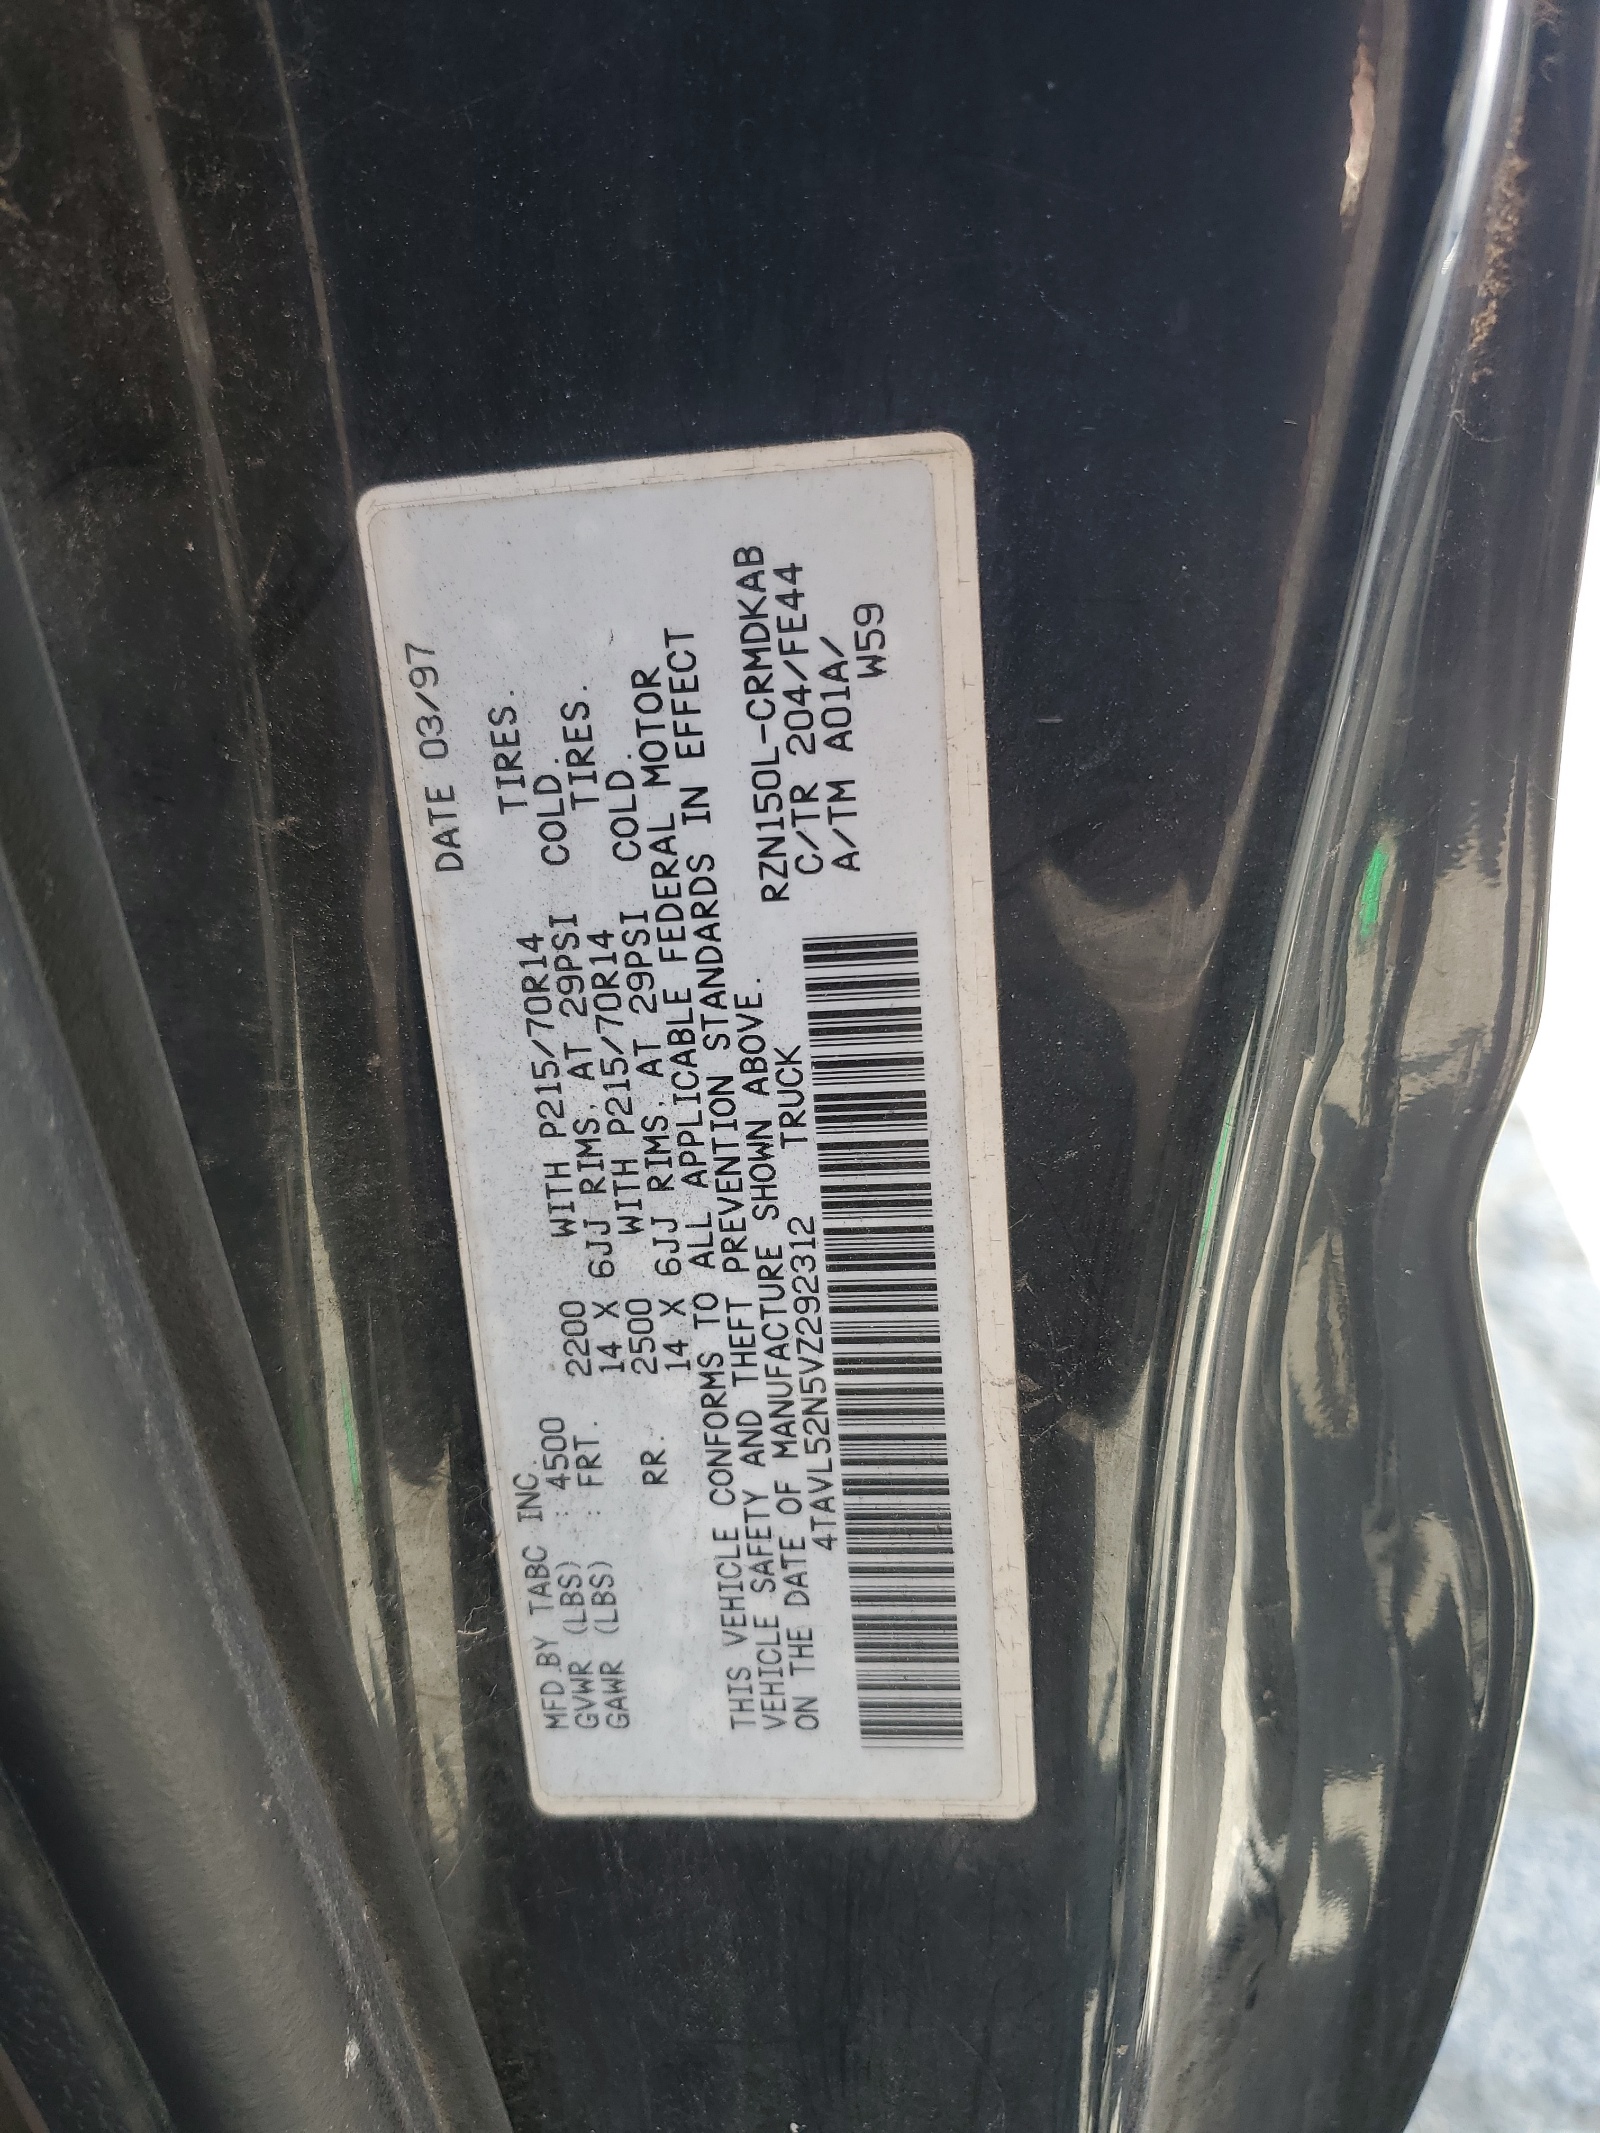 DATE 03/97
MFD.BY TABC INC.
GVWR (LBS) : 4500 WITH P215/70R14 TIRES.
GAWR (LBS) : FRT. 2200
14 X 6JJ RIMS, AT 29PSI COLD.
RR. 2500 WITH P215/70R14 TIRES.
14 X 6JJ RIMS, AT 29PSI COLD.
THIS VEHICLE CONFORMS TO ALL APPLICABLE FEDERAL MOTOR
VEHICLE SAFETY AND THEFT PREVENTION STANDARDS IN EFFECT
ON THE DATE OF MANUFACTURE SHOWN ABOVE.
4TAVL52N5VZ292312 TRUCK
RZN150L-CRMDKAB
C/TR 204/FE44
A/TM A01A/
W59